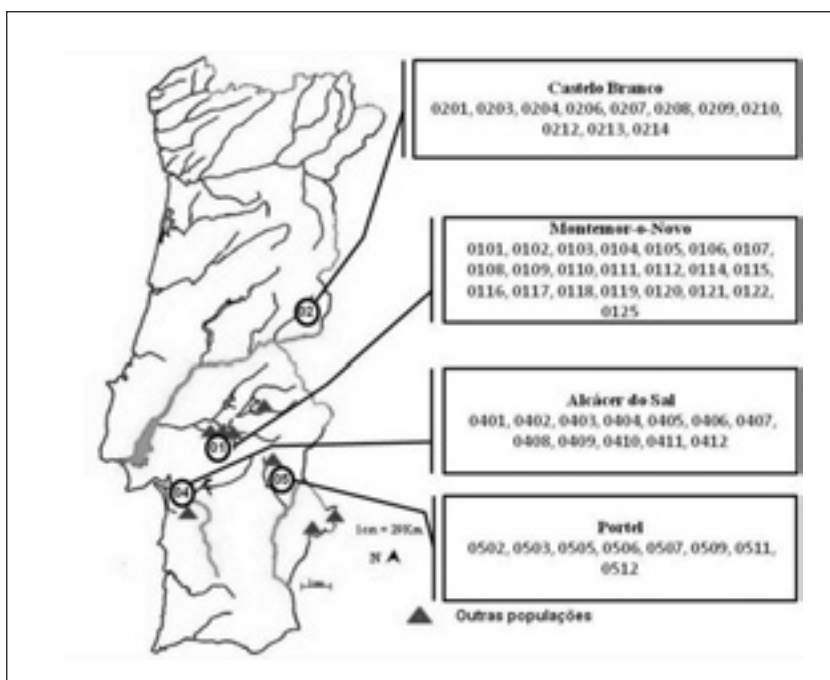 Castelo Branco
0201, 0203, 0204, 0206, 0207, 0208, 0209, 0210,
0212, 0213, 0214
Montemor-o-Novo
0101, 0102, 0103, 0104, 0105, 0106, 0107,
0108, 0109, 0110, 0111, 0112, 0114, 0115,
0116, 0117, 0118, 0119, 0120, 0121, 0122,
0125
02
Alcácer do Sal
0401, 0402, 0403, 0404, 0405, 0406, 0407,
0408, 0409, 0410, 0411, 0412
01
04
05
Portel
0502, 0503, 0505, 0506, 0507, 0509, 0511,
0512
1cm = 20Km
N
Outras populações